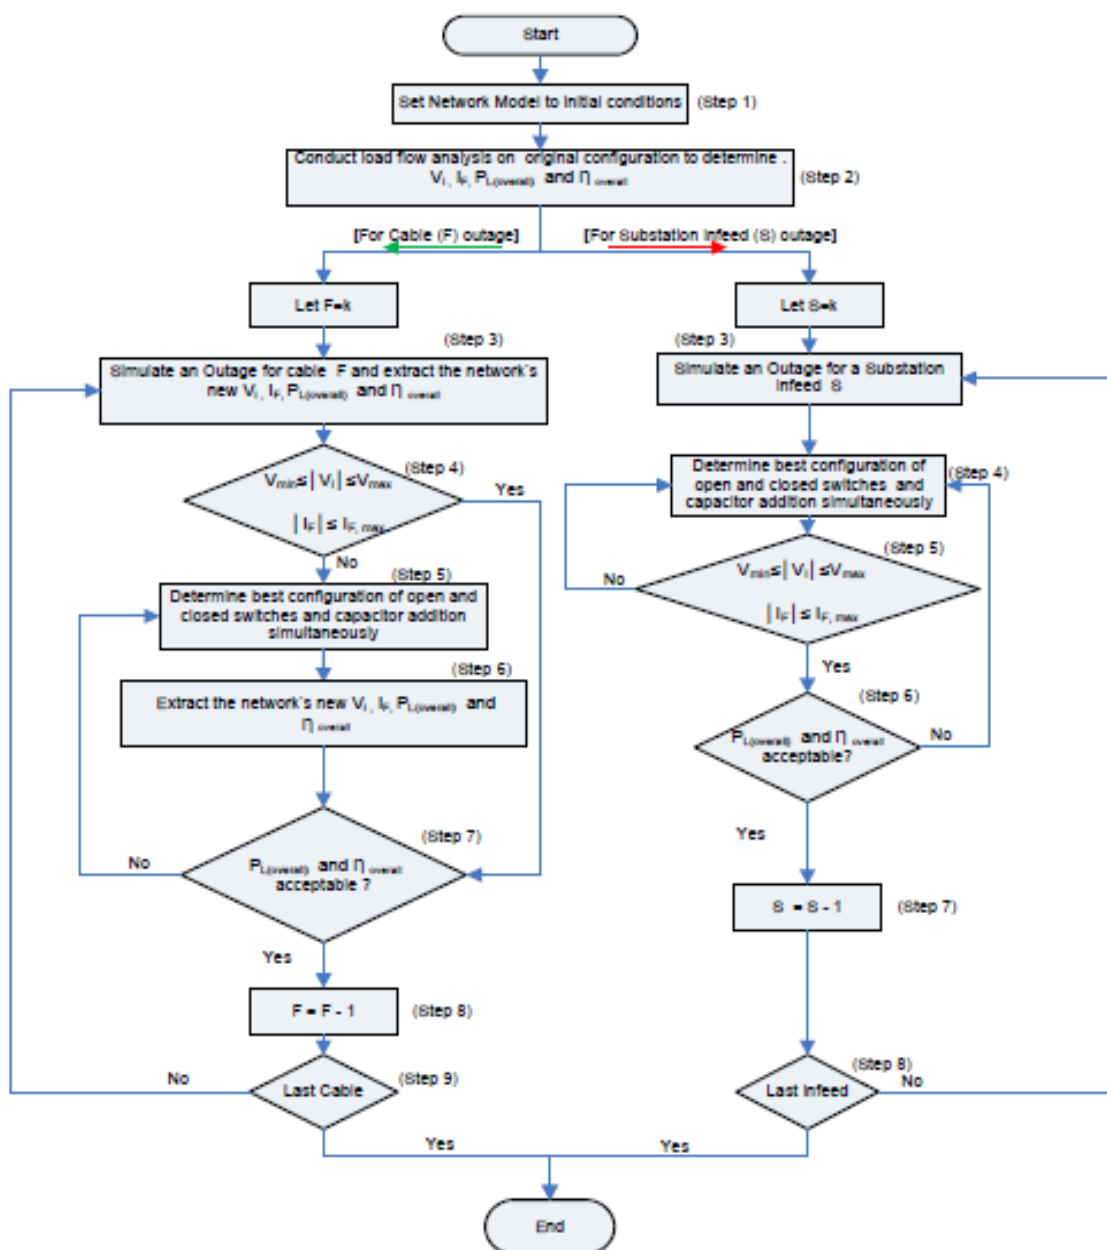 Start
Set Network Model to initial conditions
(Step 1)
Conduct load flow analysis on original configuration to determine .
Vi , IF, PL(overall) and Ƞ overall
(Step 2)
[For Cable (F) outage]
[For Substation Infeed (S) outage]
Let F=k
Let S=k
(Step 3)
Simulate an Outage for cable F and extract the network's
new Vi , IF, PL(overall) and Ƞ overall
(Step 4)
Vmin≤│Vi│≤Vmax
│IF│≤ IF, max
Yes
No
(Step 5)
Determine best configuration of open and
closed switches and capacitor addition
simultaneously
(Step 6)
Extract the network's new Vi , IF, PL(overall) and
Ƞ overall
(Step 7)
PL(overall) and Ƞ overall
acceptable ?
No
Yes
F = F - 1
(Step 8)
Last Cable
(Step 9)
No
Yes
(Step 3)
Simulate an Outage for a Substation
Infeed S
Determine best configuration of
open and closed switches and
capacitor addition simultaneously
(Step 4)
(Step 5)
Vmin≤│Vi│≤Vmax
│IF│≤ IF, max
No
Yes
(Step 6)
PL(overall) and Ƞ overall
acceptable?
No
Yes
S = S - 1
(Step 7)
(Step 8)
Last Infeed
No
Yes
End